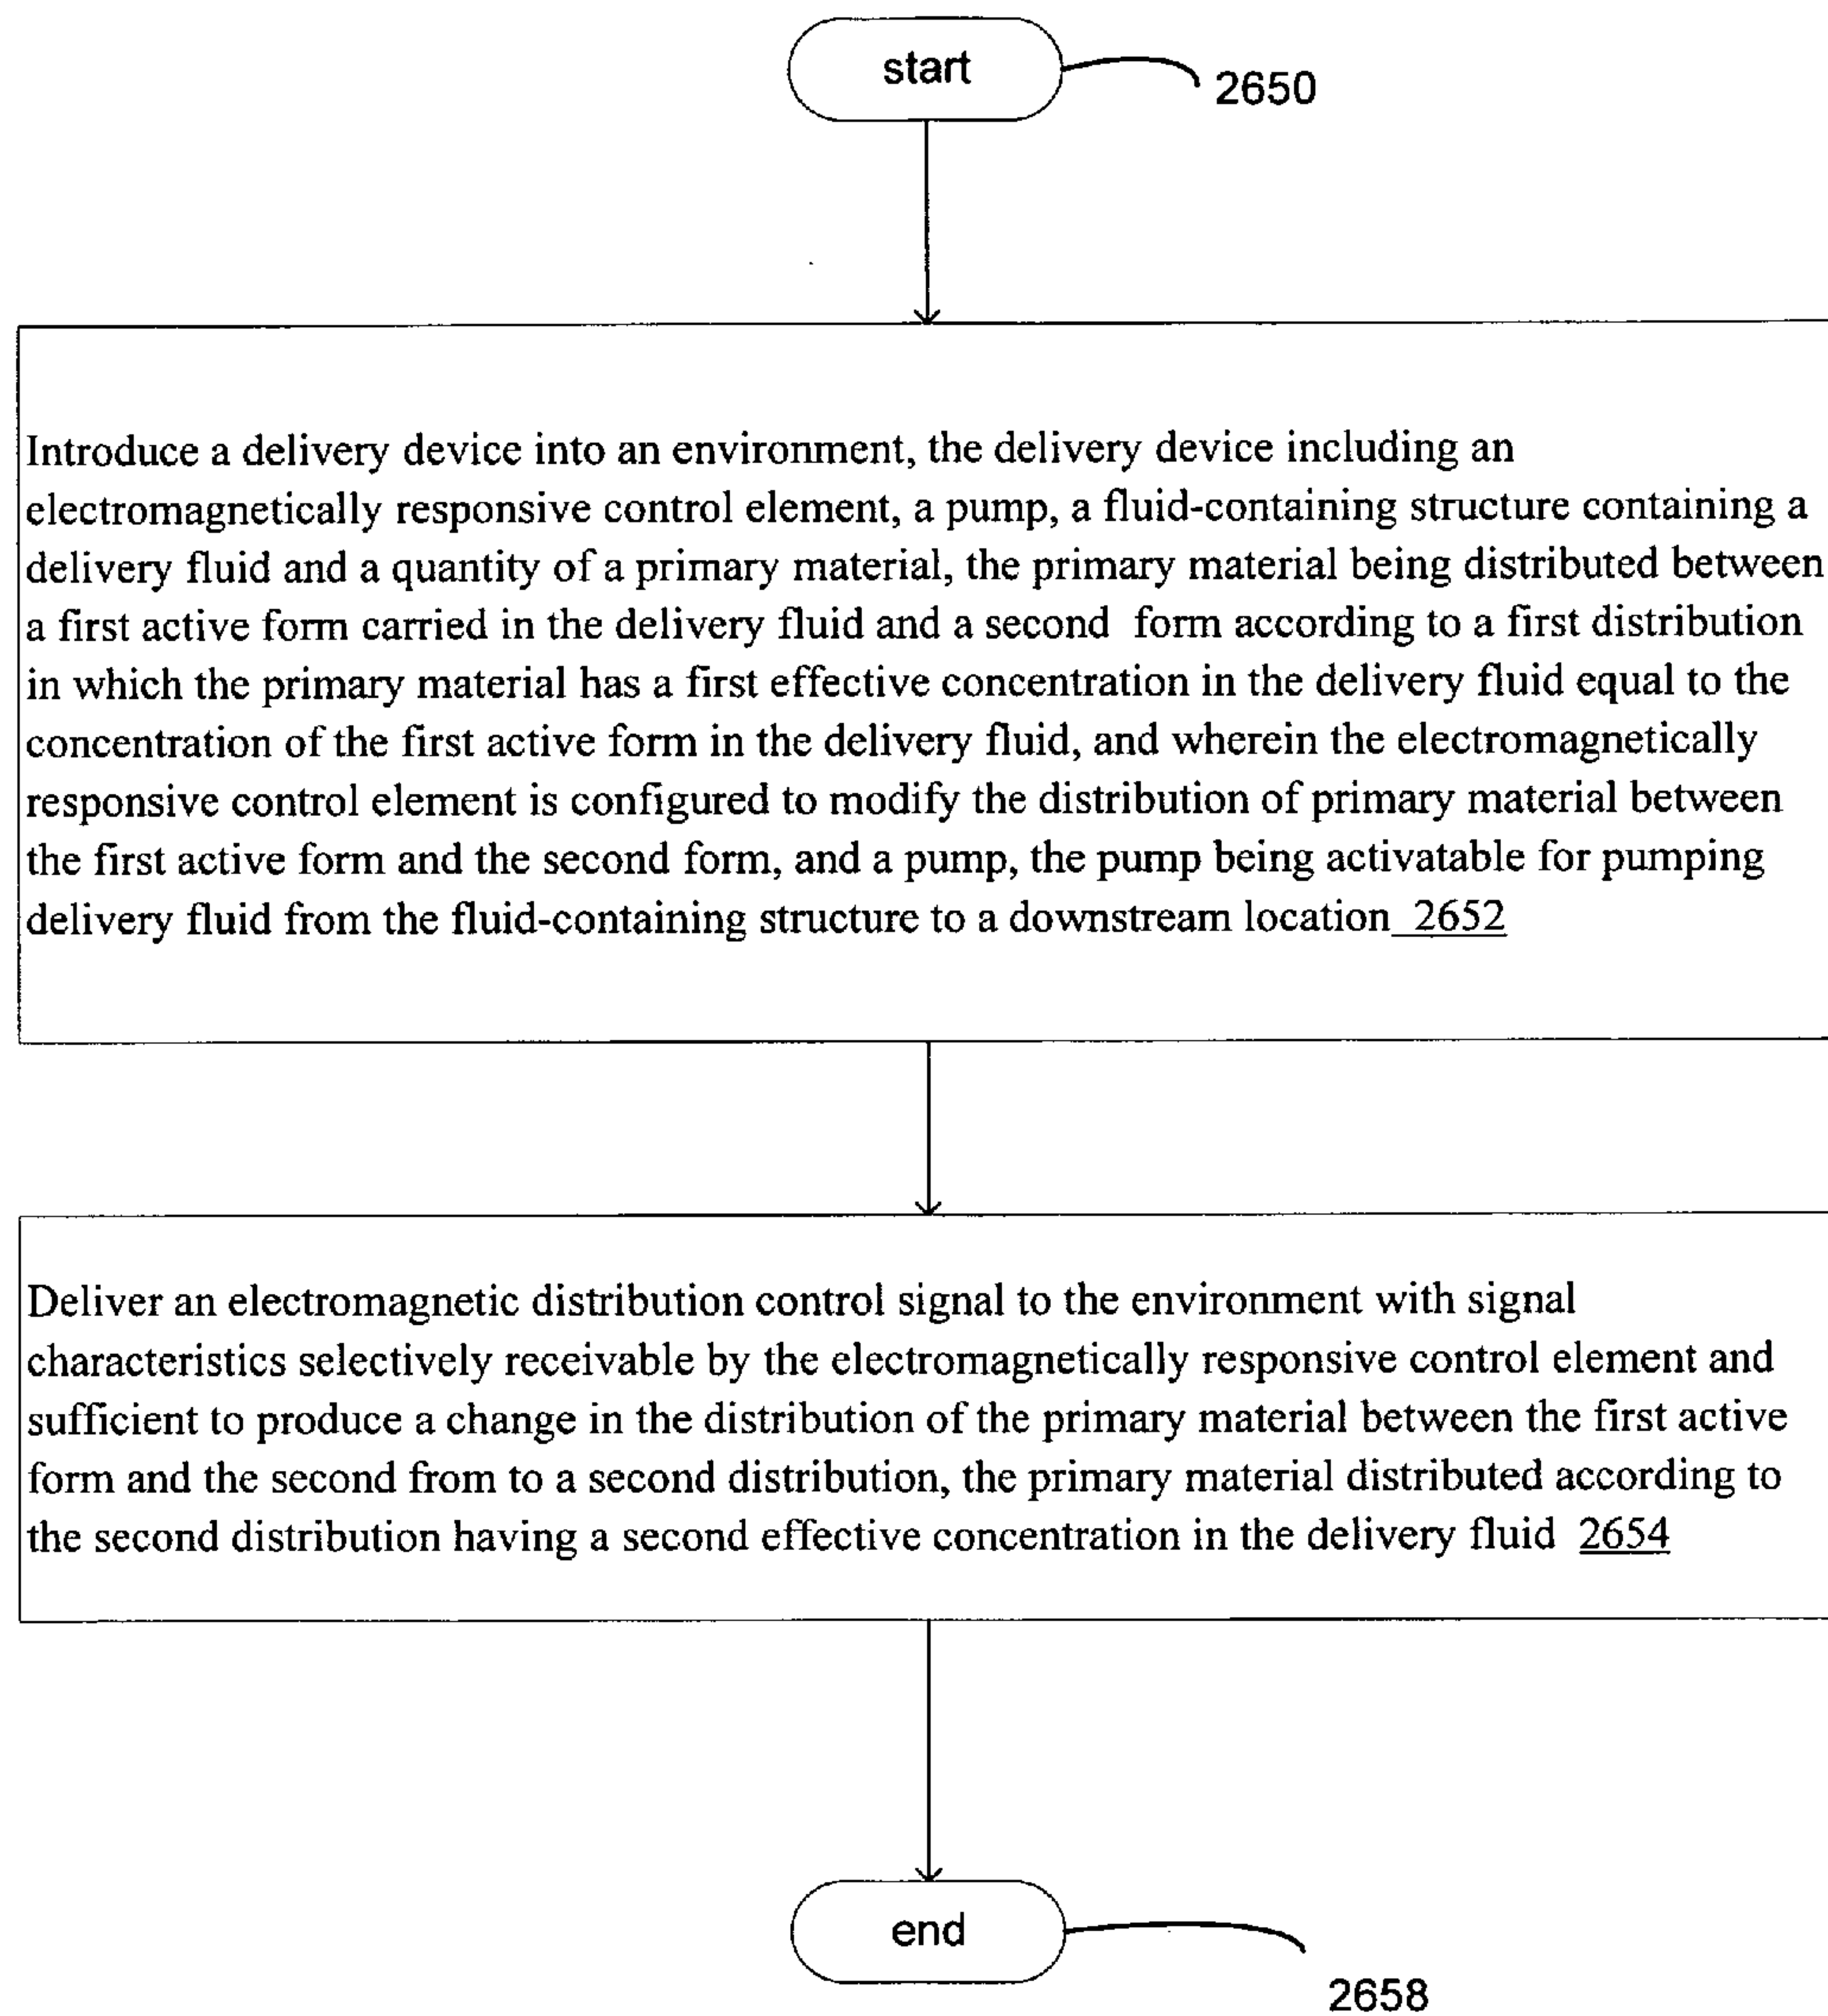 start
2650
Introduce a delivery device into an environment, the delivery device including an
electromagnetically responsive control element, a pump, a fluid-containing structure containing a
delivery fluid and a quantity of a primary material, the primary material being distributed between
a first active form carried in the delivery fluid and a second form according to a first distribution
in which the primary material has a first effective concentration in the delivery fluid equal to the
concentration of the first active form in the delivery fluid, and wherein the electromagnetically
responsive control element is configured to modify the distribution of primary material between
the first active form and the second form, and a pump, the pump being activatable for pumping
delivery fluid from the fluid-containing structure to a downstream location 2652
Deliver an electromagnetic distribution control signal to the environment with signal
characteristics selectively receivable by the electromagnetically responsive control element and
sufficient to produce a change in the distribution of the primary material between the first active
form and the second from to a second distribution, the primary material distributed according to
the second distribution having a second effective concentration in the delivery fluid 2654
end
2658